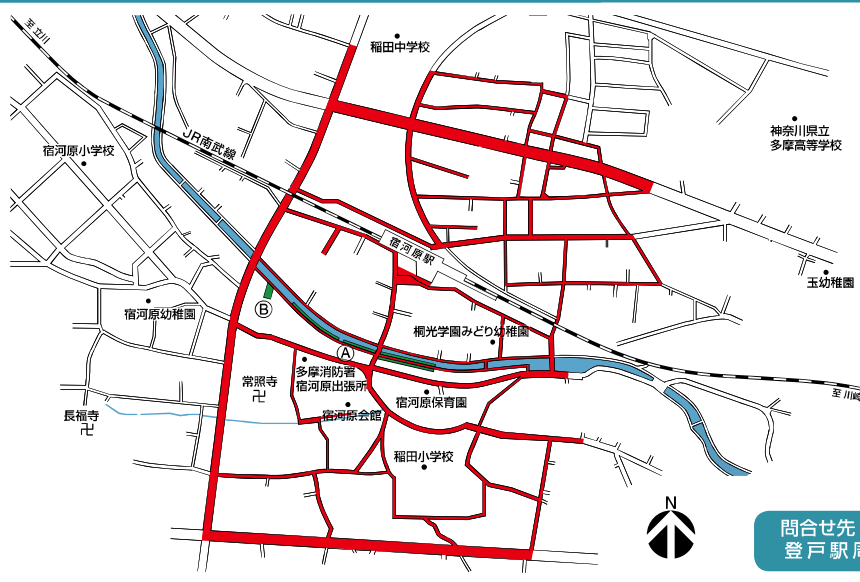 至立川
稲田中学校
JR南武線
宿河原小学校
神奈川県立
多摩高等学校
宿河原駅
玉幼稚園
宿河原幼稚園
Ⓑ
桐光学園みどり幼稚園
Ⓐ
多摩消防署
宿河原出張所
常照寺
卍
長福寺
卍
宿河原保育園
宿河原会館
至川崎
稲田小学校
N
問合せ先
登戸駅周